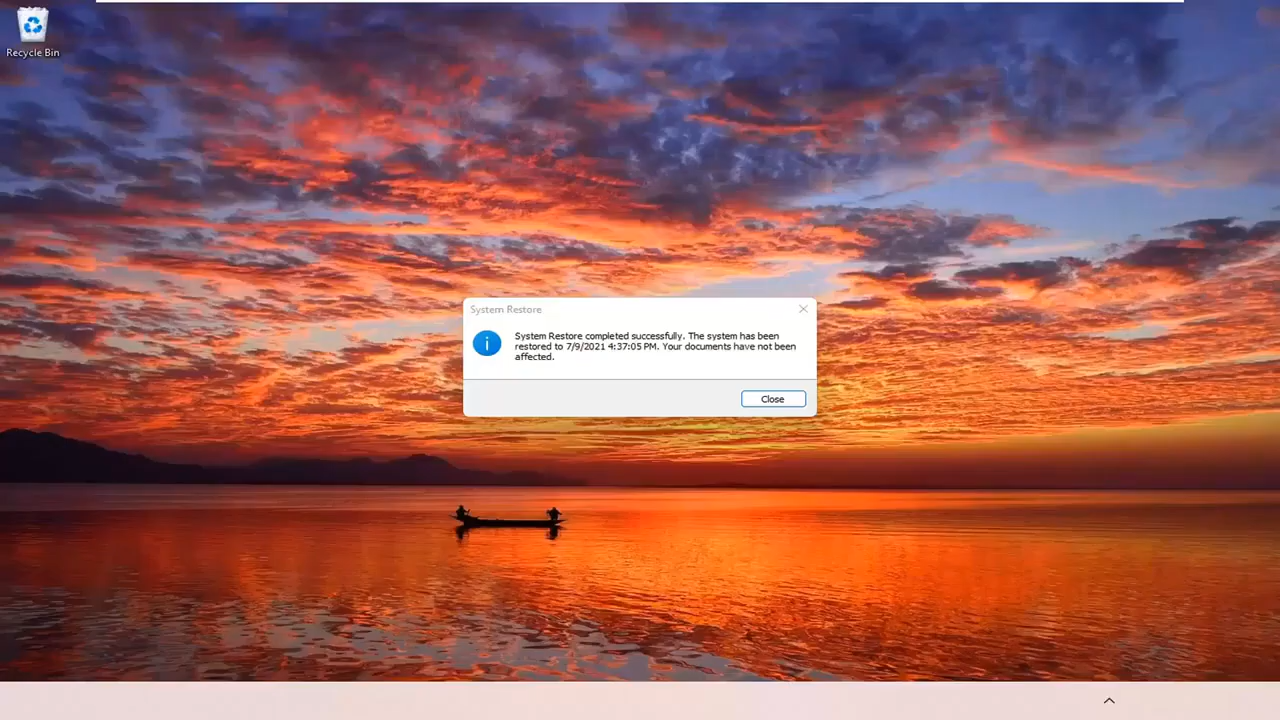 Recycle Bin
System Restore
System Restore completed successfully. The system has been
restored to 7/9/2021 4:37:05 PM. Your documents have not been
affected.
Close